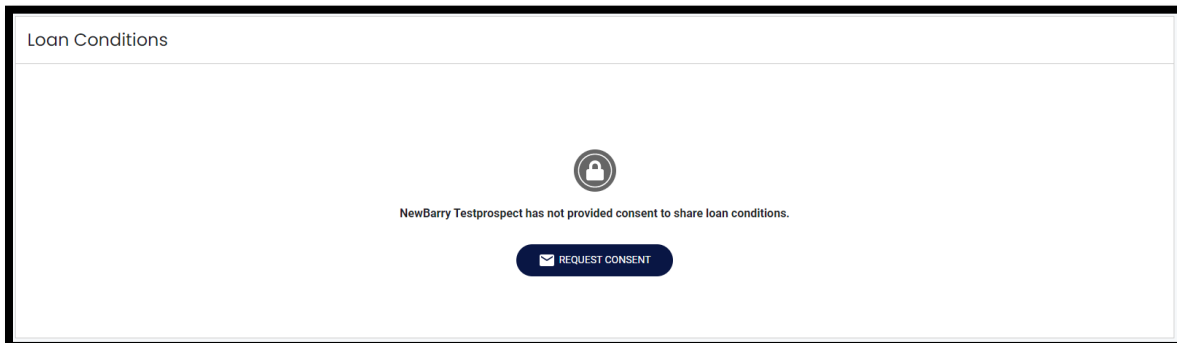 Loan Conditions
NewBarry Testprospect has not provided consent to share loan conditions.
REQUEST CONSENT